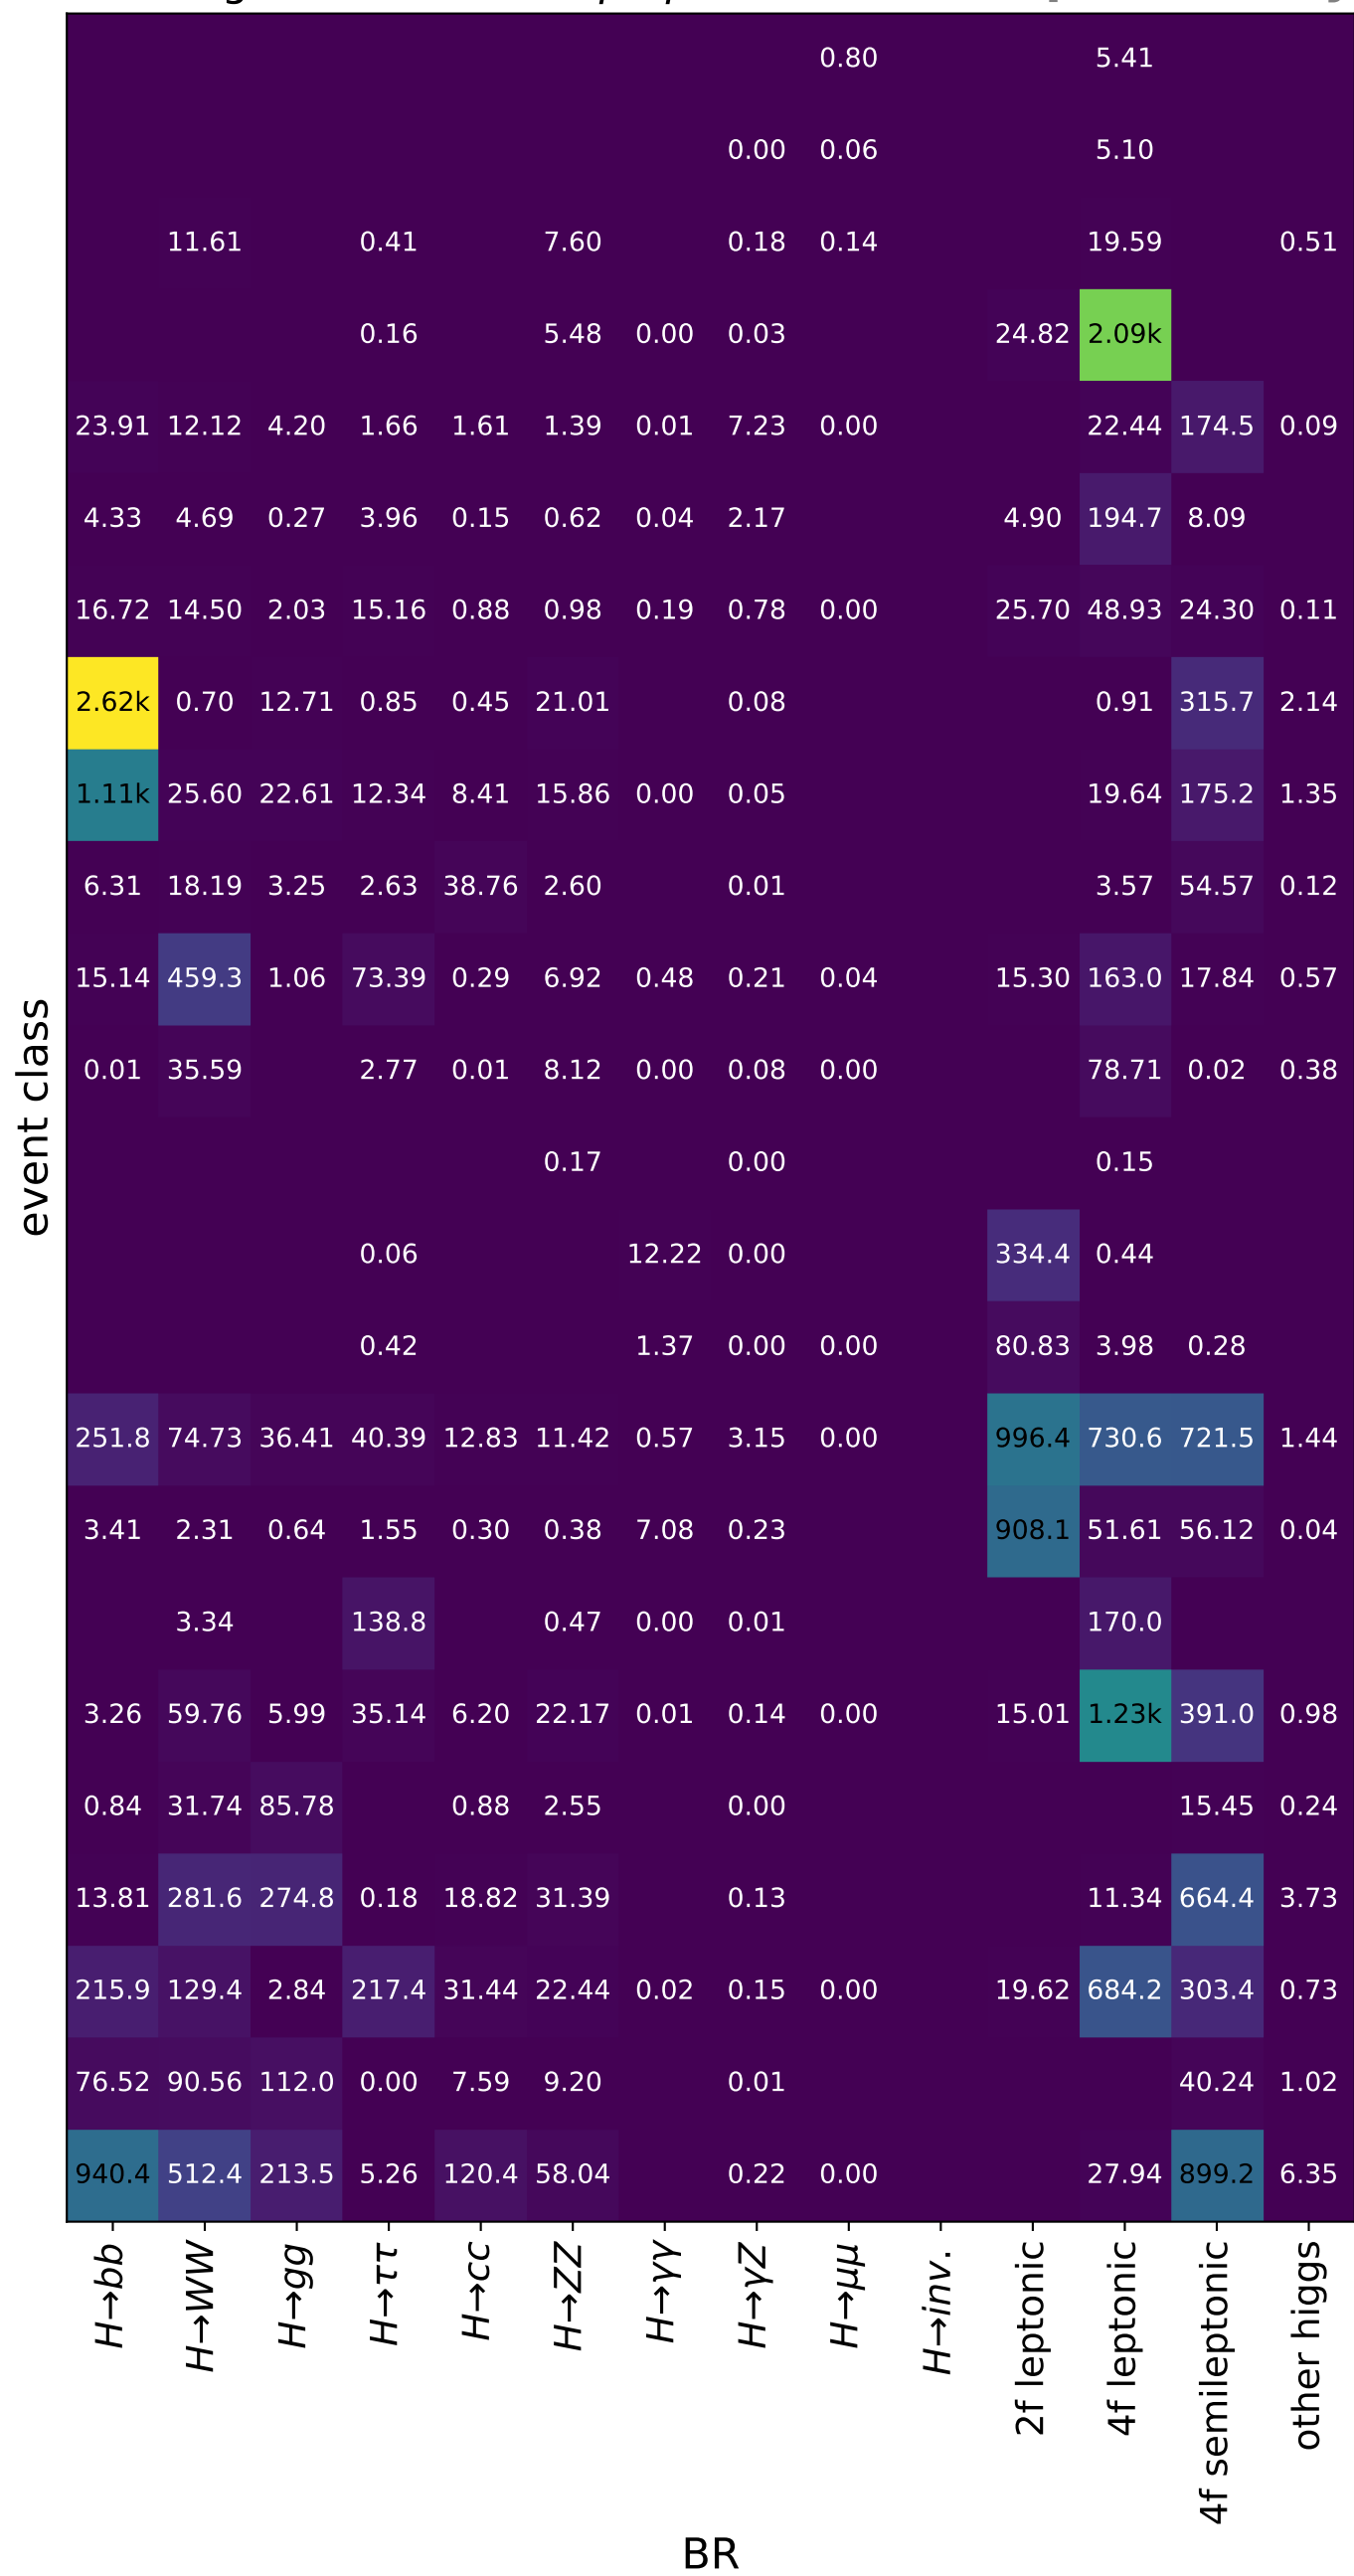 0.80 5.41
0.00 0.06 5.10
11.61 0.41 7.60 0.18 0.14 19.59 0.51
0.16 5.48 0.00 0.03 24.82 2.09k
23.91 12.12 4.20 1.66 1.61 1.39 0.01 7.23 0.00 22.44 174.5 0.09
4.33 4.69 0.27 3.96 0.15 0.62 0.04 2.17 4.90 194.7 8.09
16.72 14.50 2.03 15.16 0.88 0.98 0.19 0.78 0.00 25.70 48.93 24.30 0.11
2.62k 0.70 12.71 0.85 0.45 21.01 0.08 0.91 315.7 2.14
1.11k 25.60 22.61 12.34 8.41 15.86 0.00 0.05 19.64 175.2 1.35
6.31 18.19 3.25 2.63 38.76 2.60 0.01 3.57 54.57 0.12
15.14 459.3 1.06 73.39 0.29 6.92 0.48 0.21 0.04 15.30 163.0 17.84 0.57
0.01 35.59 2.77 0.01 8.12 0.00 0.08 0.00 78.71 0.02 0.38
0.17 0.00 0.15
0.06 12.22 0.00 334.4 0.44
0.42 1.37 0.00 0.00 80.83 3.98 0.28
251.8 74.73 36.41 40.39 12.83 11.42 0.57 3.15 0.00 996.4 730.6 721.5 1.44
3.41 2.31 0.64 1.55 0.30 0.38 7.08 0.23 908.1 51.61 56.12 0.04
3.34 138.8 0.47 0.00 0.01 170.0
3.26 59.76 5.99 35.14 6.20 22.17 0.01 0.14 0.00 15.01 1.23k 391.0 0.98
0.84 31.74 85.78 0.88 2.55 0.00 15.45 0.24
13.81 281.6 274.8 0.18 18.82 31.39 0.13 11.34 664.4 3.73
215.9 129.4 2.84 217.4 31.44 22.44 0.02 0.15 0.00 19.62 684.2 303.4 0.73
76.52 90.56 112.0 0.00 7.59 9.20 0.01 40.24 1.02
940.4 512.4 213.5 5.26 120.4 58.04 0.22 0.00 27.94 899.2 6.35
event class
H→bb
H→WW
H→gg
H→ττ
H→cc
H→ZZ
H→γγ
H→γZ
H→μμ
H→inv.
2f leptonic
4f leptonic
4f semileptonic
other higgs
BR